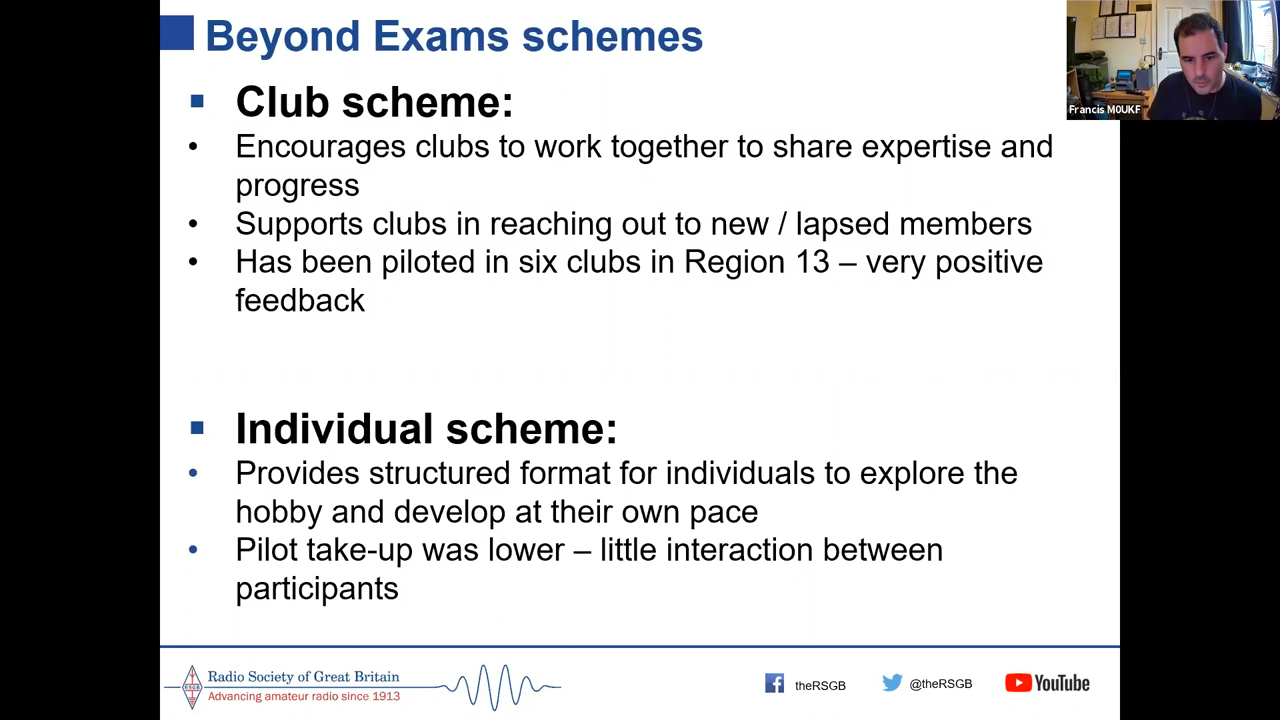 Beyond Exams schemes
Francis M0UKF
Club scheme:
Encourages clubs to work together to share expertise and
progress
Supports clubs in reaching out to new / lapsed members
Has been piloted in six clubs in Region 13 – very positive
feedback
Individual scheme:
Provides structured format for individuals to explore the
hobby and develop at their own pace
Pilot take-up was lower – little interaction between
participants
RSGB
Radio Society of Great Britain
Advancing amateur radio since 1913
theRSGB
@theRSGB
YouTube